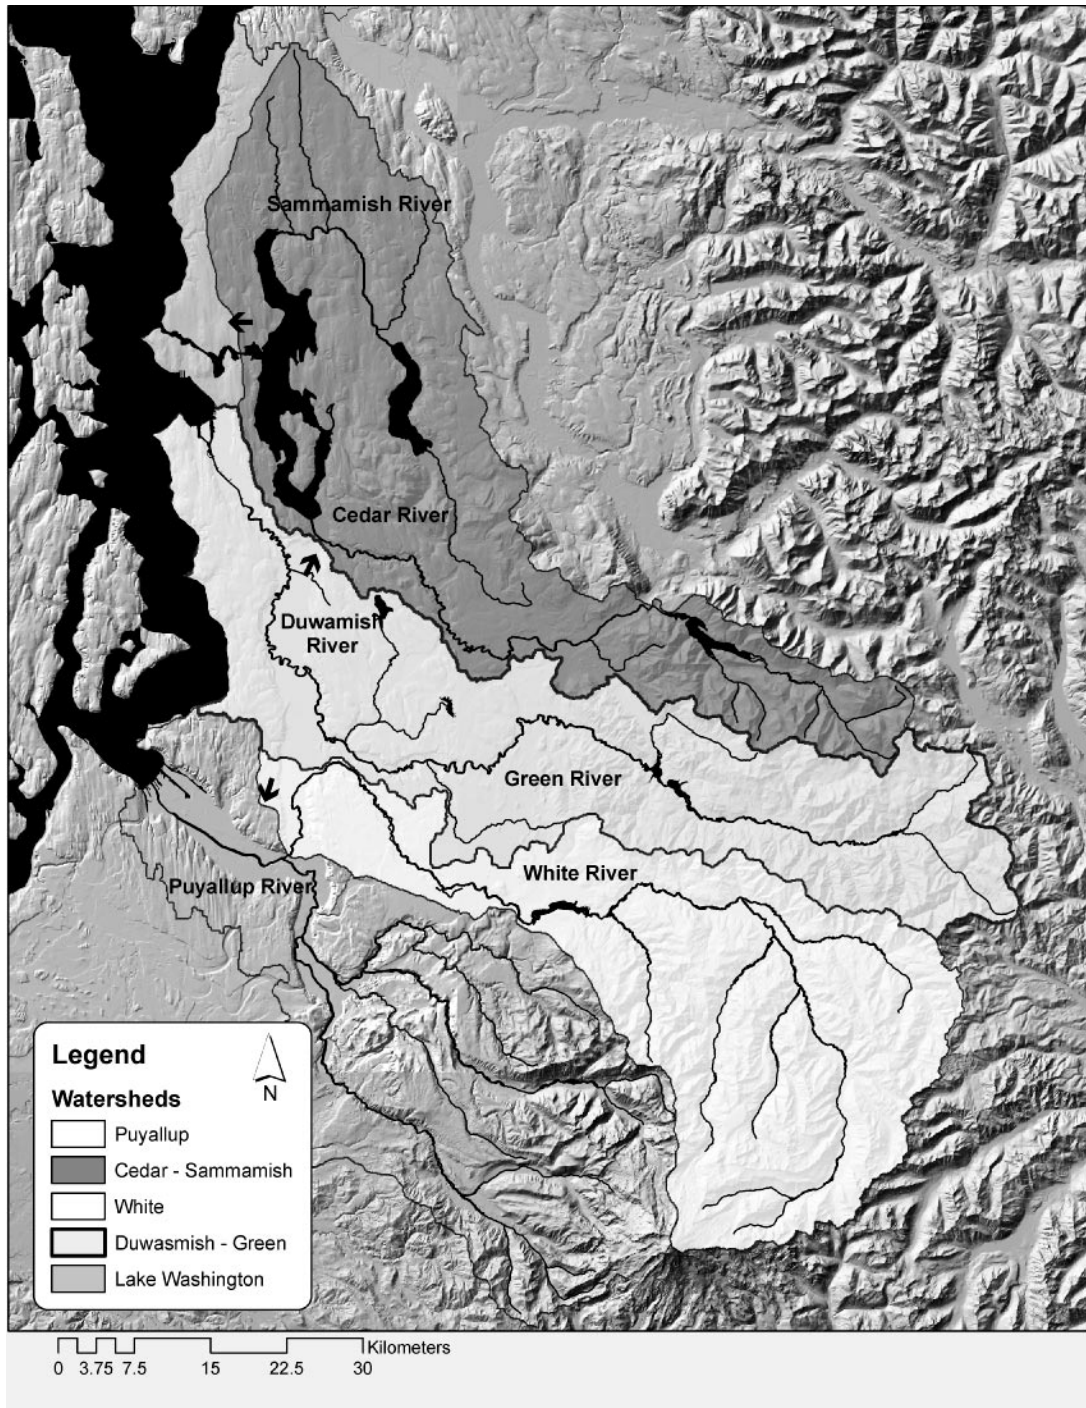 Sammamish River
Cedar River
Duwamish
River
Green River
White River
Puyallup River
Legend
N
Watersheds
Puyallup
Cedar - Sammamish
White
Duwasmish - Green
Lake Washington
Kilometers
0 3.75 7.5 15 22.5 30